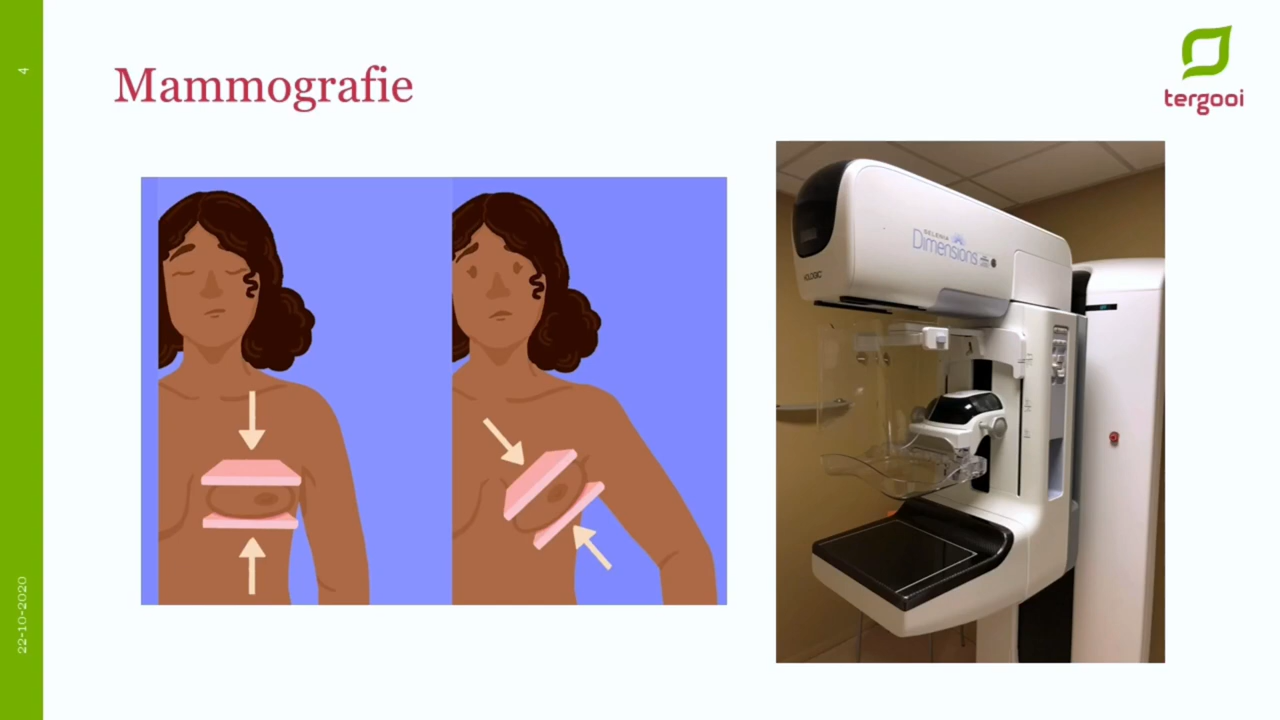 4
Mammografie
tergooi
SELENIA
Dimensions
HOLOGIC
22-10-2020